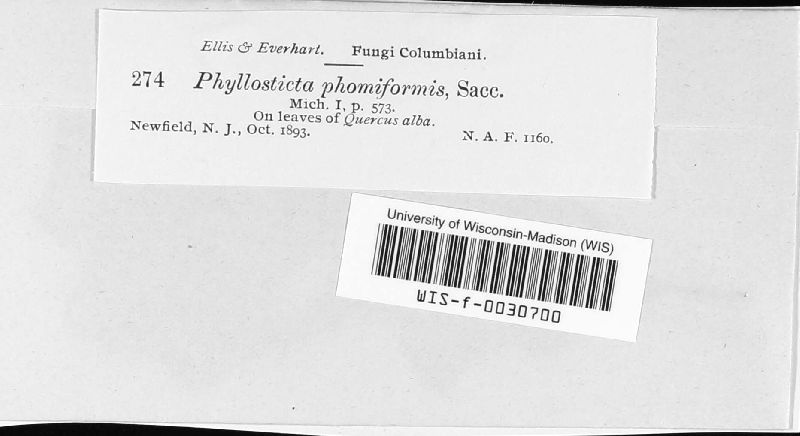 Ellis & Everhart. Fungi Columbiani.
274 Phyllosticta phomiformis, Sacc.
Mich. I, p. 573.
On leaves of Quercus alba.
Newfield, N. J., Oct. 1893. N. A. F. 1160.
University of Wisconsin-Madison (WIS)
WIS-f-0030700